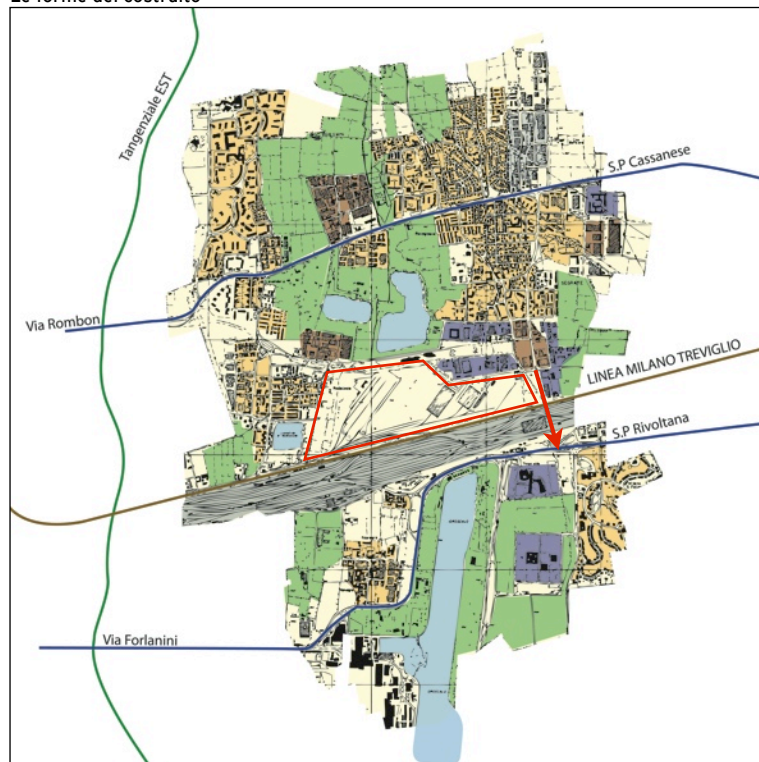 Le forme del costruito
Tangenziale EST
S.P Cassanese
Via Rombon
LINEA MILANO TREVIGLIO
S.P Rivoltana
Via Forlanini